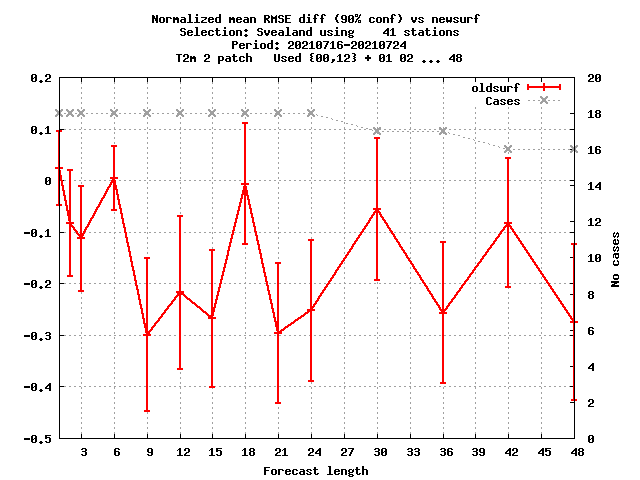 Normalized mean RMSE diff (90% conf) vs newsurf
Selection: Svealand using    41 stations
Period: 20210716-20210724
T2m 2 patch   Used {00,12} + 01 02 ... 48
oldsurf
Cases
0.2
0.1
0
-0.1
-0.2
-0.3
-0.4
-0.5
20
18
16
14
12
10
8
6
4
2
0
No cases
3 6 9 12 15 18 21 24 27 30 33 36 39 42 45 48
Forecast length